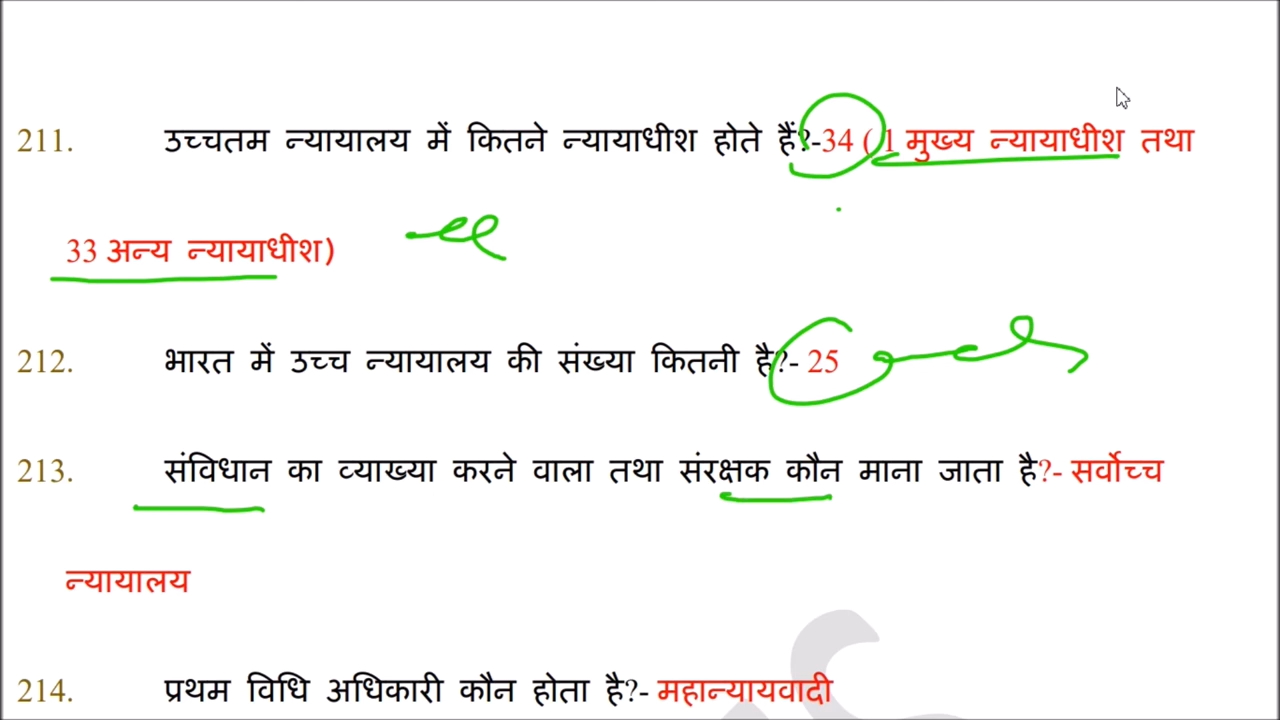 211. उच्चतम न्यायालय में कितने न्यायाधीश होते हैं?-34 ( 1 मुख्य न्यायाधीश तथा
33 अन्य न्यायाधीश)
212. भारत में उच्च न्यायालय की संख्या कितनी है?- 25
213. संविधान का व्याख्या करने वाला तथा संरक्षक कौन माना जाता है?- सर्वोच्च
न्यायालय
214. प्रथम विधि अधिकारी कौन होता है?- महान्यायवादी